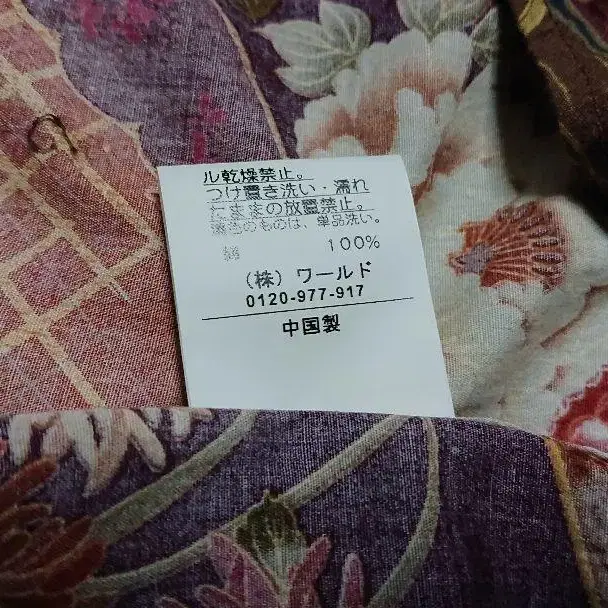 ル乾燥禁止。
つけ置き洗い・濡れ
たままの放置禁止。
濃色のものは、単品洗い。
綿 100%
（株）ワールド
0120-977-917
中国製